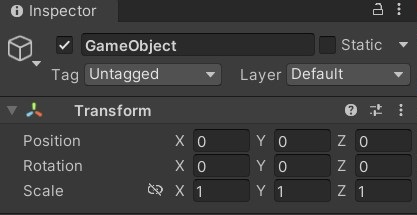 Inspector
GameObject Static
Tag Untagged Layer Default
Transform
Position X 0 Y 0 Z 0
Rotation X 0 Y 0 Z 0
Scale X 1 Y 1 Z 1